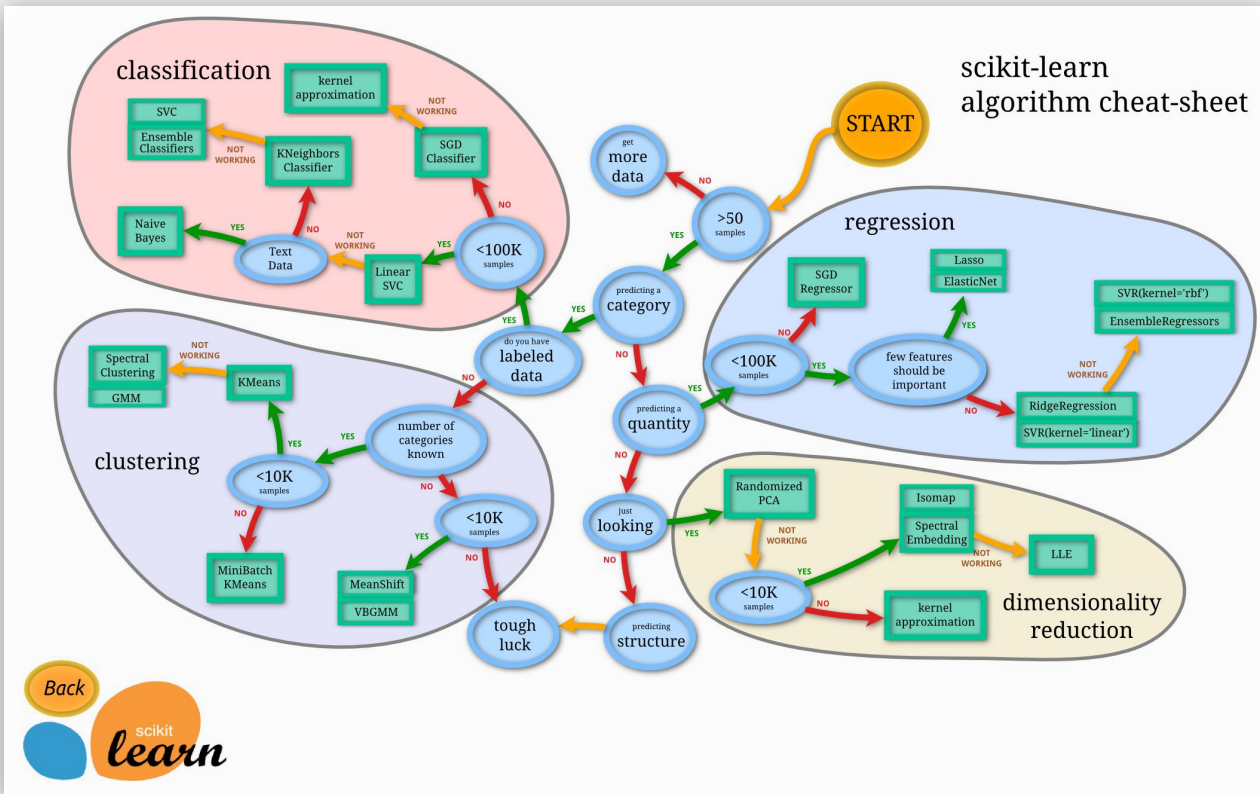 scikit-learn
algorithm cheat-sheet
START
get
more
data
NO
>50
samples
YES
predicting a
category
YES
NO
do you have
labeled
data
YES
NO
predicting a
quantity
YES
NO
just
looking
YES
NO
predicting
structure
tough
luck
classification
kernel
approximation
NOT
WORKING
SGD
Classifier
NO
<100K
samples
YES
Linear
SVC
NOT
WORKING
Text
Data
YES
Naive
Bayes
NO
KNeighbors
Classifier
NOT
WORKING
SVC
Ensemble
Classifiers
clustering
number of
categories
known
YES
NO
<10K
samples
YES
KMeans
NOT
WORKING
Spectral
Clustering
GMM
NO
MiniBatch
KMeans
<10K
samples
YES
MeanShift
VBGMM
NO
regression
<100K
samples
NO
SGD
Regressor
YES
few features
should be
important
YES
Lasso
ElasticNet
NO
RidgeRegression
SVR(kernel='linear')
NOT
WORKING
SVR(kernel='rbf')
EnsembleRegressors
dimensionality
reduction
Randomized
PCA
NOT
WORKING
<10K
samples
YES
Isomap
Spectral
Embedding
NOT
WORKING
LLE
NO
kernel
approximation
Back
scikit
learn